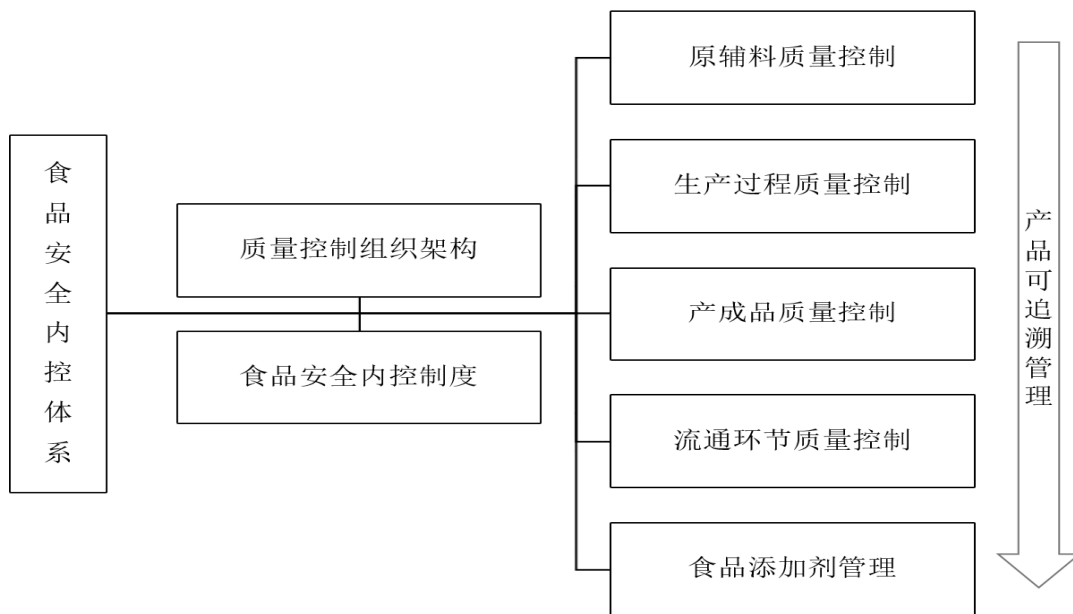 食品安全内控体系
质量控制组织架构
食品安全内控制度
原辅料质量控制
生产过程质量控制
产成品质量控制
流通环节质量控制
食品添加剂管理
产品可追溯管理